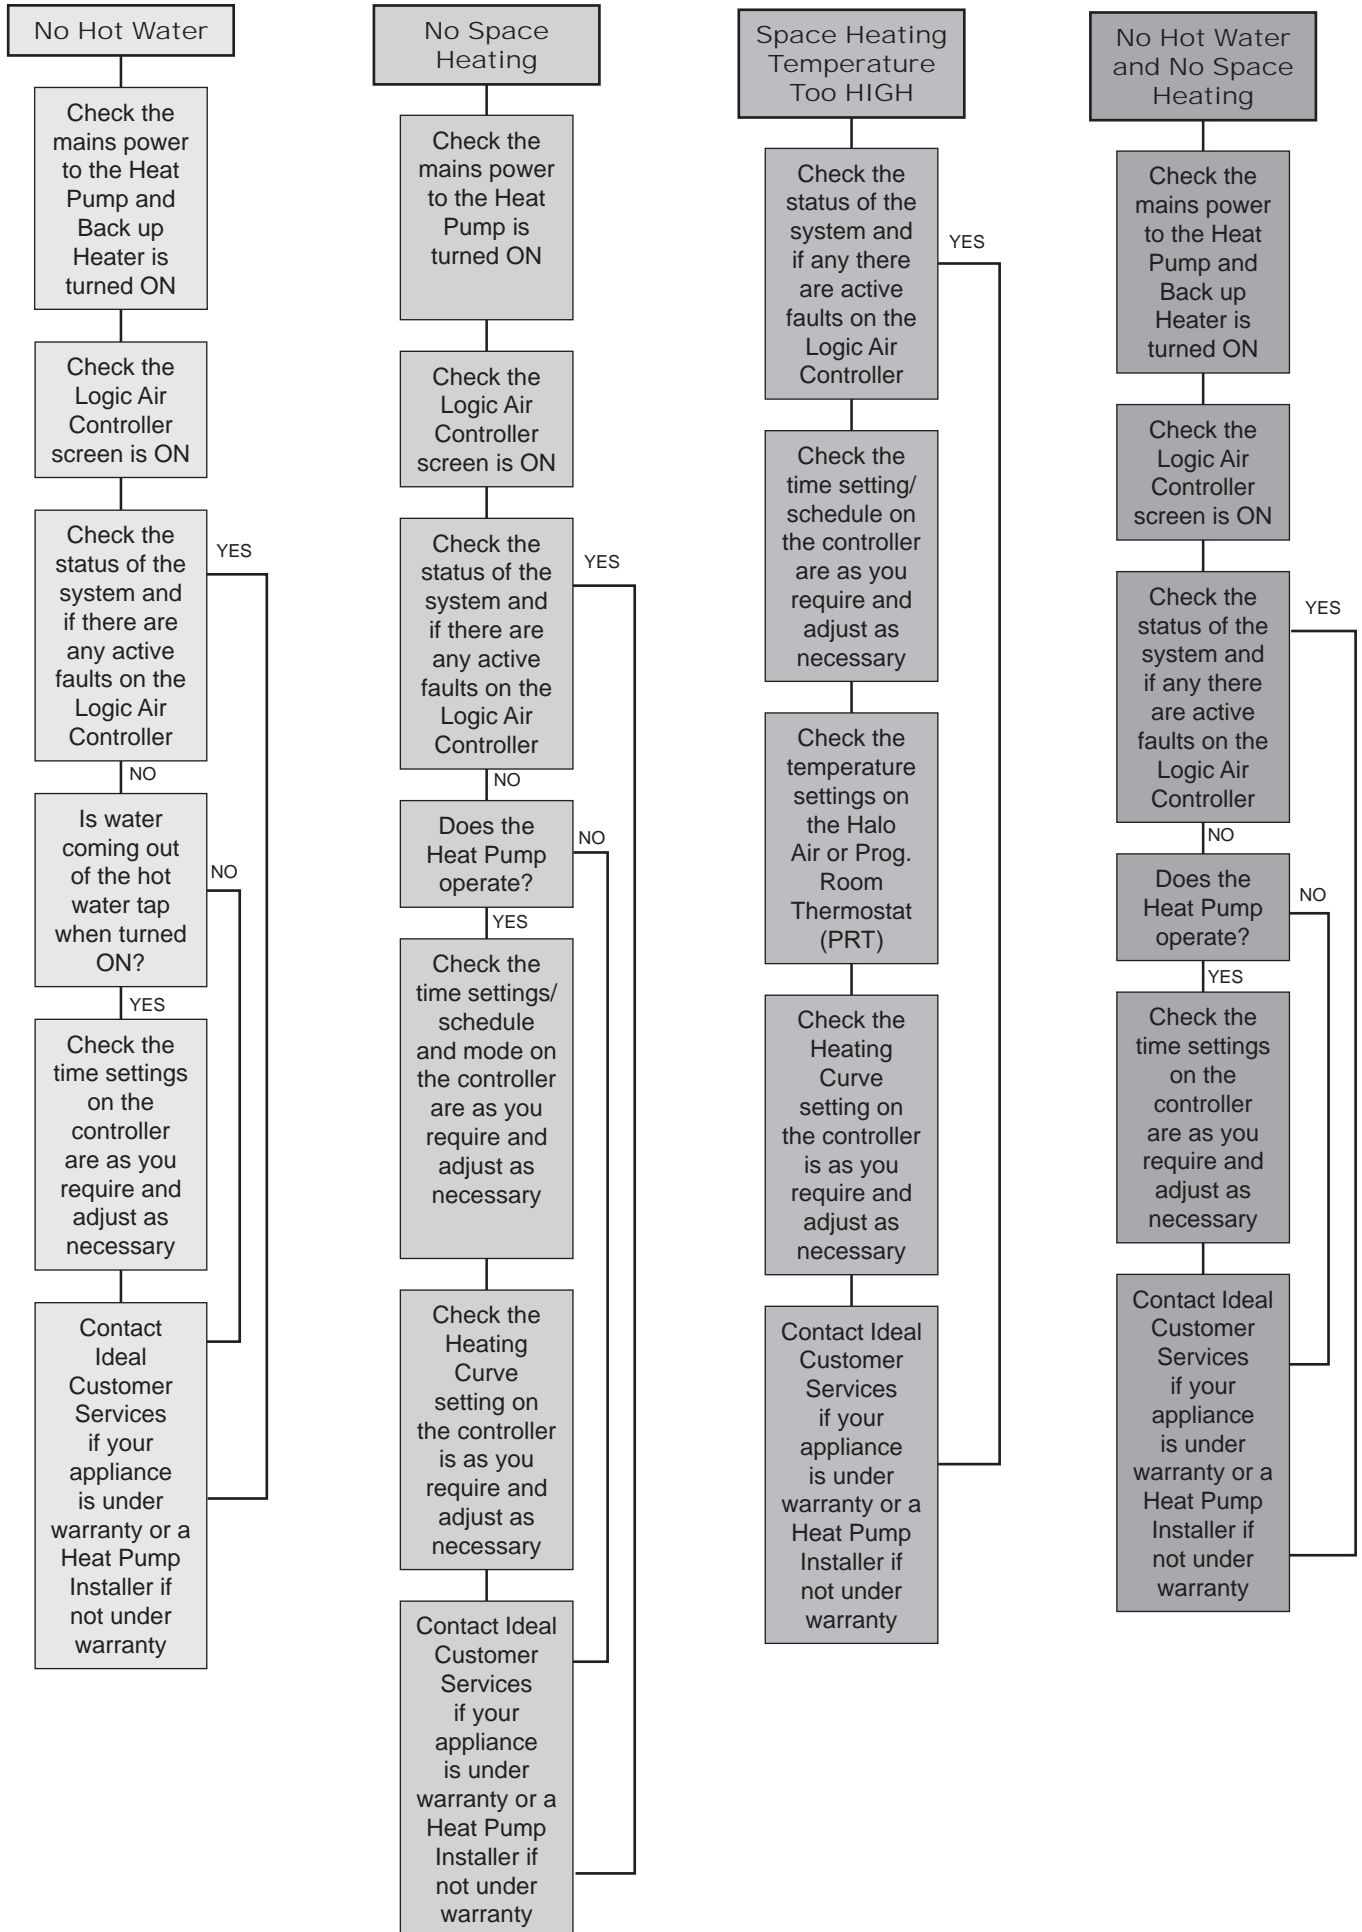 No Hot Water
Check the
mains power
to the Heat
Pump and
Back up
Heater is
turned ON
Check the
Logic Air
Controller
screen is ON
Check the
status of the
system and
if there are
any active
faults on the
Logic Air
Controller
YES
NO
Is water
coming out
of the hot
water tap
when turned
ON?
NO
YES
Check the
time settings
on the
controller
are as you
require and
adjust as
necessary
Contact
Ideal
Customer
Services
if your
appliance
is under
warranty or a
Heat Pump
Installer if
not under
warranty
No Space
Heating
Check the
mains power
to the Heat
Pump is
turned ON
Check the
Logic Air
Controller
screen is ON
Check the
status of the
system and
if there are
any active
faults on the
Logic Air
Controller
YES
NO
Does the
Heat Pump
operate?
NO
YES
Check the
time settings/
schedule
and mode on
the controller
are as you
require and
adjust as
necessary
Check the
Heating
Curve
setting on
the controller
is as you
require and
adjust as
necessary
Contact Ideal
Customer
Services
if your
appliance
is under
warranty or a
Heat Pump
Installer if
not under
warranty
Space Heating
Temperature
Too HIGH
Check the
status of the
system and
if any there
are active
faults on the
Logic Air
Controller
YES
Check the
time setting/
schedule on
the controller
are as you
require and
adjust as
necessary
Check the
temperature
settings on
the Halo
Air or Prog.
Room
Thermostat
(PRT)
Check the
Heating
Curve
setting on
the controller
is as you
require and
adjust as
necessary
Contact Ideal
Customer
Services
if your
appliance
is under
warranty or a
Heat Pump
Installer if
not under
warranty
No Hot Water
and No Space
Heating
Check the
mains power
to the Heat
Pump and
Back up
Heater is
turned ON
Check the
Logic Air
Controller
screen is ON
Check the
status of the
system and
if any there
are active
faults on the
Logic Air
Controller
YES
NO
Does the
Heat Pump
operate?
NO
YES
Check the
time settings
on the
controller
are as you
require and
adjust as
necessary
Contact Ideal
Customer
Services
if your
appliance
is under
warranty or a
Heat Pump
Installer if
not under
warranty